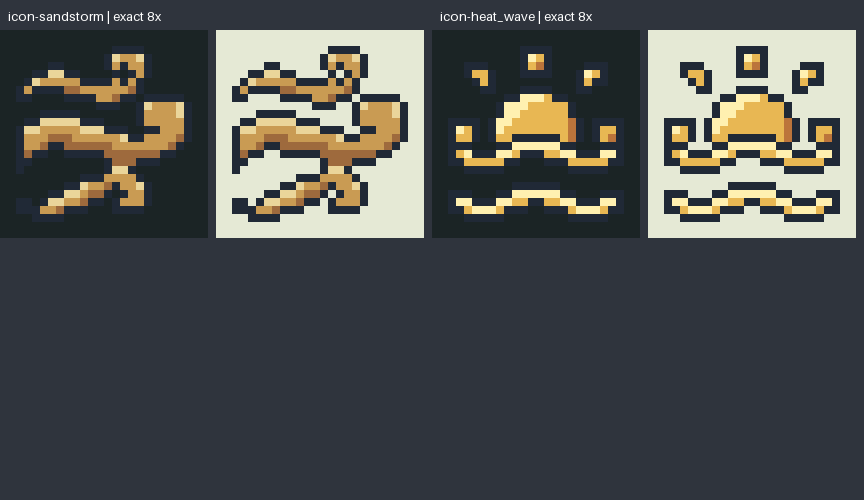 icon-sandstorm | exact 8x
icon-heat_wave | exact 8x